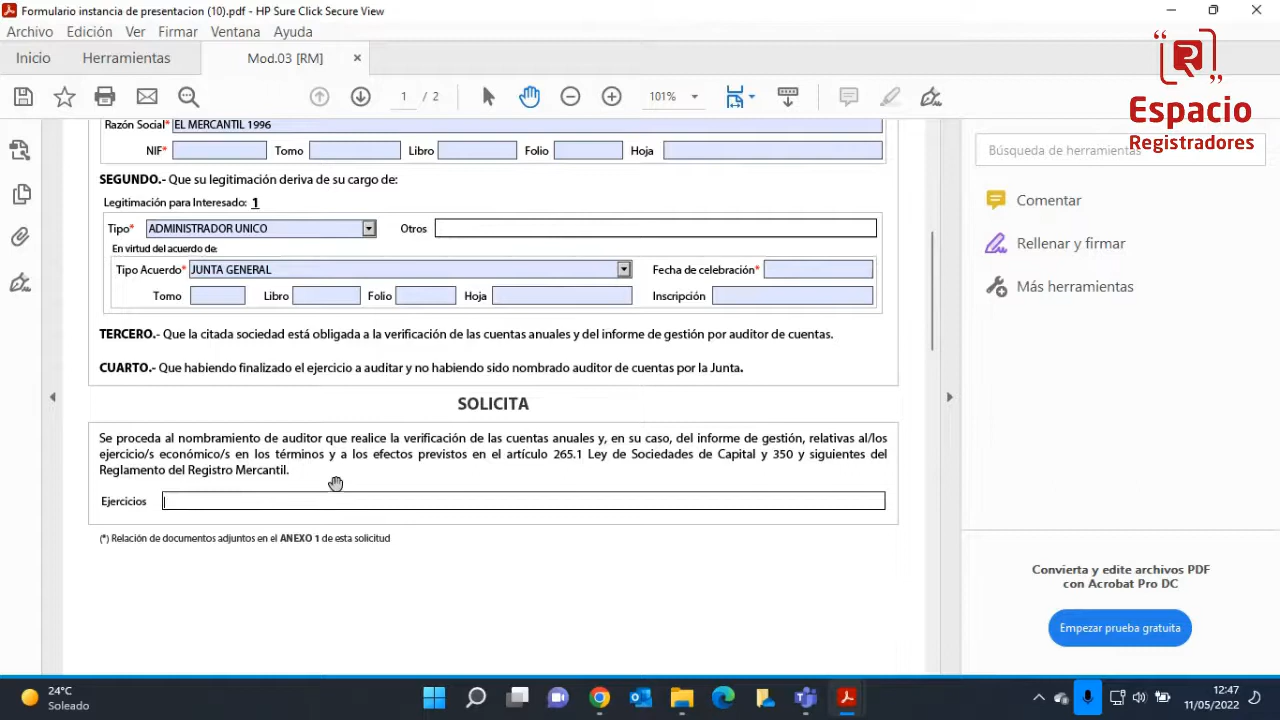 Formulario instancia de presentacion (10).pdf - HP Sure Click Secure View
Archivo Edición Ver Firmar Ventana Ayuda
Inicio Herramientas Mod.03 [RM]
1 / 2 101%
Espacio
Registradores
Búsqueda de herramientas
Comentar
Rellenar y firmar
Más herramientas
Razón Social* EL MERCANTIL 1996
NIF* Tomo Libro Folio Hoja
SEGUNDO.- Que su legitimación deriva de su cargo de:
Legitimación para Interesado: 1
Tipo* ADMINISTRADOR UNICO Otros
En virtud del acuerdo de:
Tipo Acuerdo* JUNTA GENERAL Fecha de celebración*
Tomo Libro Folio Hoja Inscripción
TERCERO.- Que la citada sociedad está obligada a la verificación de las cuentas anuales y del informe de gestión por auditor de cuentas.
CUARTO.- Que habiendo finalizado el ejercicio a auditar y no habiendo sido nombrado auditor de cuentas por la Junta.
SOLICITA
Se proceda al nombramiento de auditor que realice la verificación de las cuentas anuales y, en su caso, del informe de gestión, relativas al/los
ejercicio/s económico/s en los términos y a los efectos previstos en el artículo 265.1 Ley de Sociedades de Capital y 350 y siguientes del
Reglamento del Registro Mercantil.
Ejercicios
(*) Relación de documentos adjuntos en el ANEXO 1 de esta solicitud
Convierta y edite archivos PDF
con Acrobat Pro DC
Empezar prueba gratuita
24°C
Soleado
12:47
11/05/2022